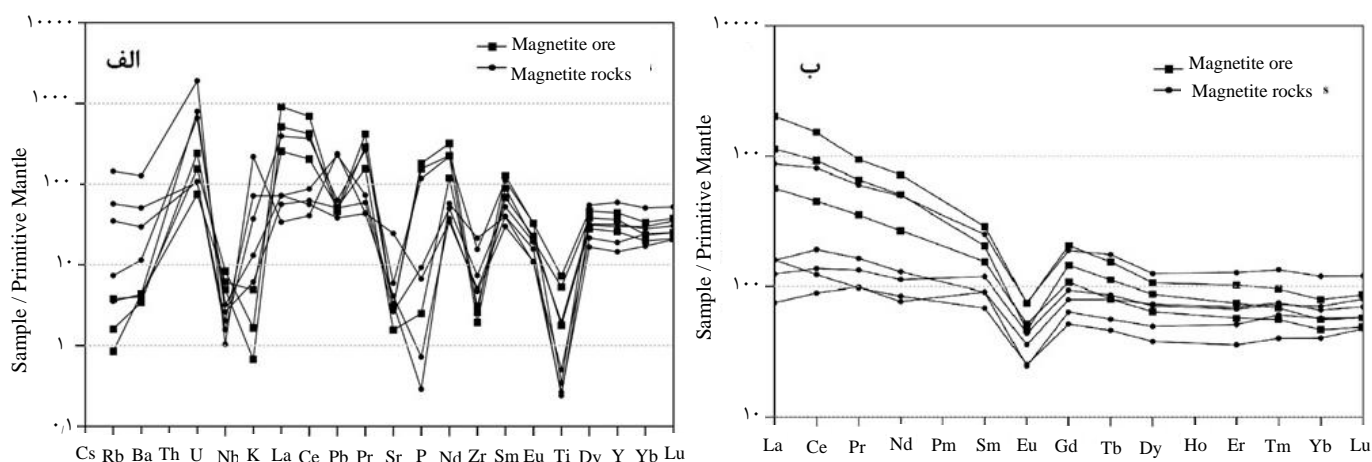 الف
Magnetite ore
Magnetite rocks
Sample / Primitive Mantle
۱۰۰۰۰
۱۰۰۰
۱۰۰
۱۰
۱
۰/۱
Cs Rb Ba Th U Nb K La Ce Pb Pr Sr P Nd Zr Sm Eu Ti Dy Y Yb Lu
ب
Magnetite ore
Magnetite rocks s
Sample / Primitive Mantle
۱۰۰۰۰
۱۰۰۰
۱۰۰
۱۰
La Ce Pr Nd Pm Sm Eu Gd Tb Dy Ho Er Tm Yb Lu